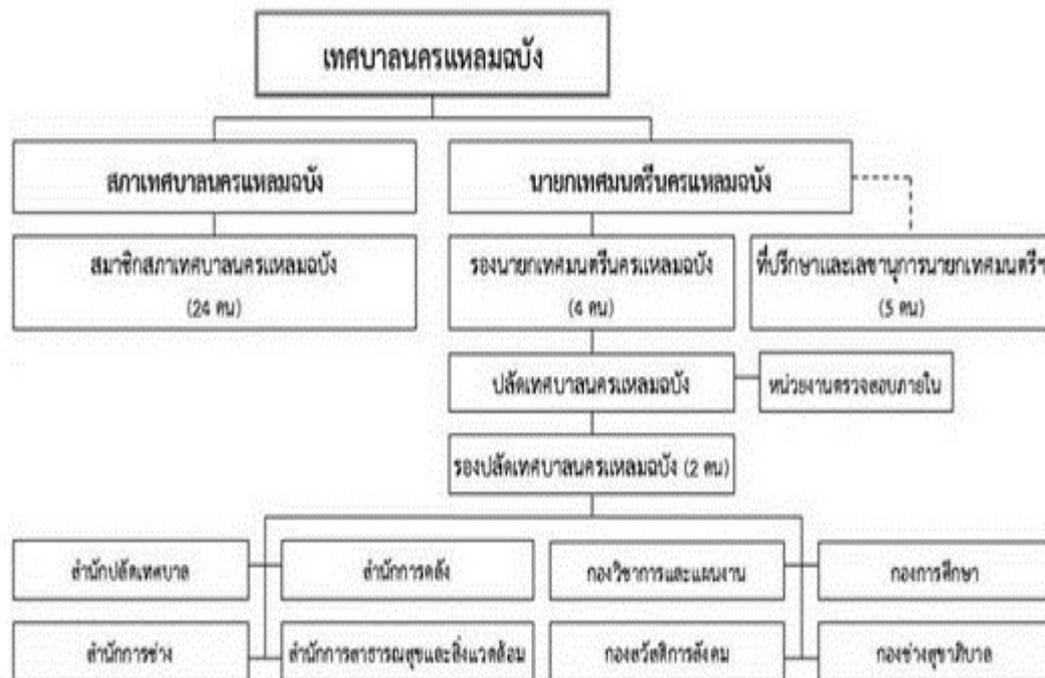 เทศบาลนครแหลมฉบัง
สภาเทศบาลนครแหลมฉบัง
นายกเทศมนตรีนครแหลมฉบัง
สมาชิกสภาเทศบาลนครแหลมฉบัง
(24 คน)
รองนายกเทศมนตรีนครแหลมฉบัง
(4 คน)
ที่ปรึกษาและเลขานุการนายกเทศมนตรีฯ
(5 คน)
ปลัดเทศบาลนครแหลมฉบัง
หน่วยงานตรวจสอบภายใน
รองปลัดเทศบาลนครแหลมฉบัง (2 คน)
สำนักปลัดเทศบาล
สำนักการคลัง
กองวิชาการและแผนงาน
กองการศึกษา
สำนักการช่าง
สำนักการสาธารณสุขและสิ่งแวดล้อม
กองสวัสดิการสังคม
กองช่างสุขาภิบาล